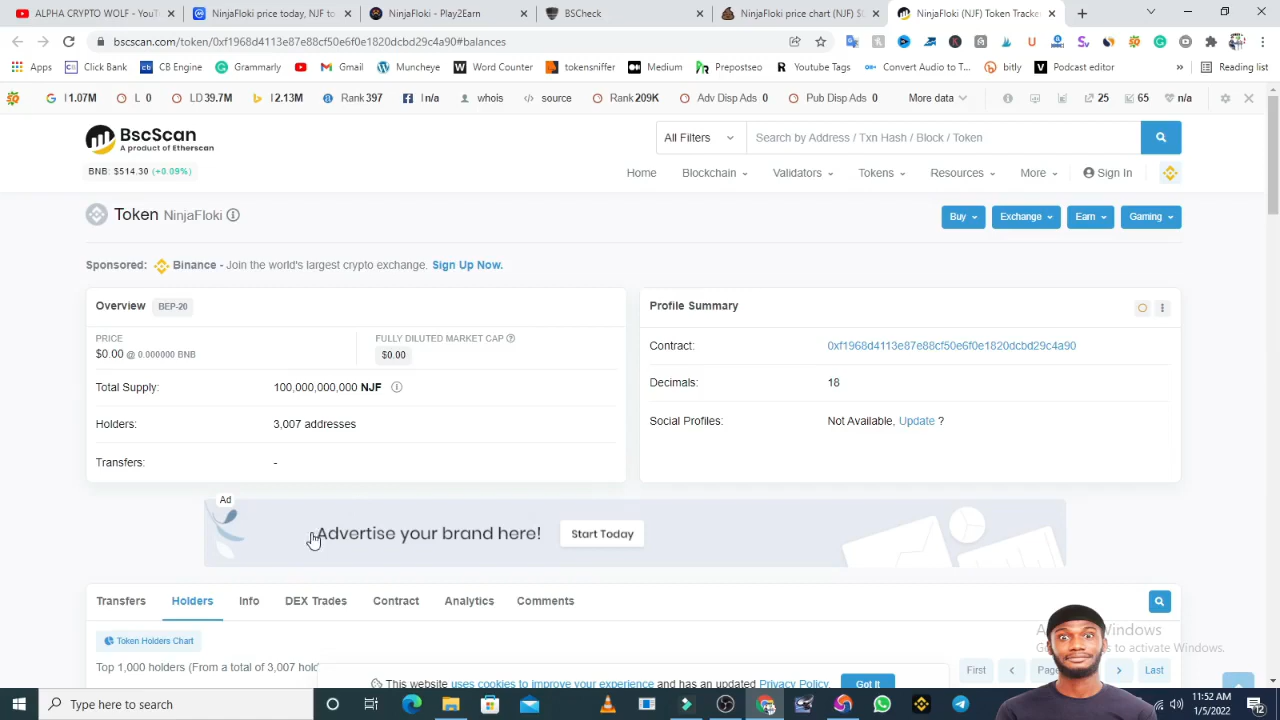 ALPHA CRYPTO WOLF - YouT
NinjaFloki price today, NJF to
NinjaFloki - Play2Earn
BSCheck
NinjaFloki price chart (NJF) $0
NinjaFloki (NJF) Token Tracker
bscscan.com/token/0xf1968d4113e87e88cf50e6f0e1820dcbd29c4a90#balances
Apps
Click Bank
CB Engine
Grammarly
Gmail
Muncheye
Word Counter
tokensniffer
Medium
Prepostseo
Youtube Tags
Convert Audio to T...
bitly
Podcast editor
»
Reading list
I 1.07M
L 0
LD 39.7M
I 2.13M
Rank 397
I n/a
whois
source
Rank 209K
Adv Disp Ads 0
Pub Disp Ads 0
More data
25
65
n/a
BscScan
A product of Etherscan
All Filters
Search by Address / Txn Hash / Block / Token
BNB: $514.30 (+0.09%)
Home
Blockchain
Validators
Tokens
Resources
More
Sign In
Token NinjaFloki
Buy
Exchange
Earn
Gaming
Sponsored: Binance - Join the world's largest crypto exchange. Sign Up Now.
Overview BEP-20
Profile Summary
PRICE
$0.00 @ 0.000000 BNB
FULLY DILUTED MARKET CAP
$0.00
Contract: 0xf1968d4113e87e88cf50e6f0e1820dcbd29c4a90
Total Supply: 100,000,000,000 NJF
Decimals: 18
Holders: 3,007 addresses
Social Profiles: Not Available, Update ?
Transfers: -
Ad
Advertise your brand here!
Start Today
Transfers
Holders
Info
DEX Trades
Contract
Analytics
Comments
Token Holders Chart
Top 1,000 holders (From a total of 3,007
First
Last
This website uses cookies to improve your experience and has an updated Privacy Policy.
Got It
Windows
to activate Windows.
Type here to search
11:52 AM
1/5/2022